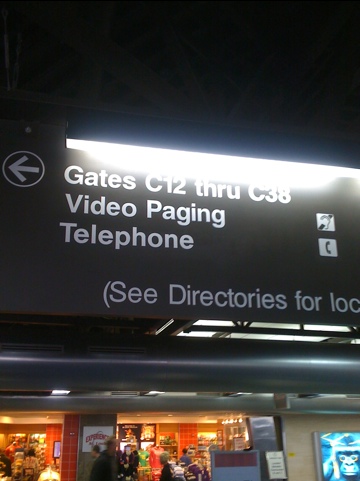 Gates C12 thru C38
Video Paging
Telephone
(See Directories for loc